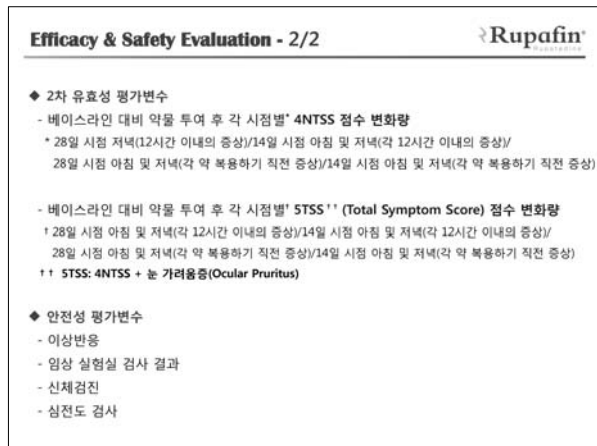 Efficacy & Safety Evaluation - 2/2
Rupafin
Rupatadine
◆ 2차 유효성 평가변수
- 베이스라인 대비 약물 투여 후 각 시점별* 4NTSS 점수 변화량
* 28일 시점 저녁(12시간 이내의 증상)/14일 시점 아침 및 저녁(각 12시간 이내의 증상)/
28일 시점 아침 및 저녁(각 약 복용하기 직전 증상)/14일 시점 아침 및 저녁(각 약 복용하기 직전 증상)
- 베이스라인 대비 약물 투여 후 각 시점별† 5TSS†† (Total Symptom Score) 점수 변화량
† 28일 시점 아침 및 저녁(각 12시간 이내의 증상)/14일 시점 아침 및 저녁(각 12시간 이내의 증상)/
28일 시점 아침 및 저녁(각 약 복용하기 직전 증상)/14일 시점 아침 및 저녁(각 약 복용하기 직전 증상)
†† 5TSS: 4NTSS + 눈 가려움증(Ocular Pruritus)
◆ 안전성 평가변수
- 이상반응
- 임상 실험실 검사 결과
- 신체검진
- 심전도 검사